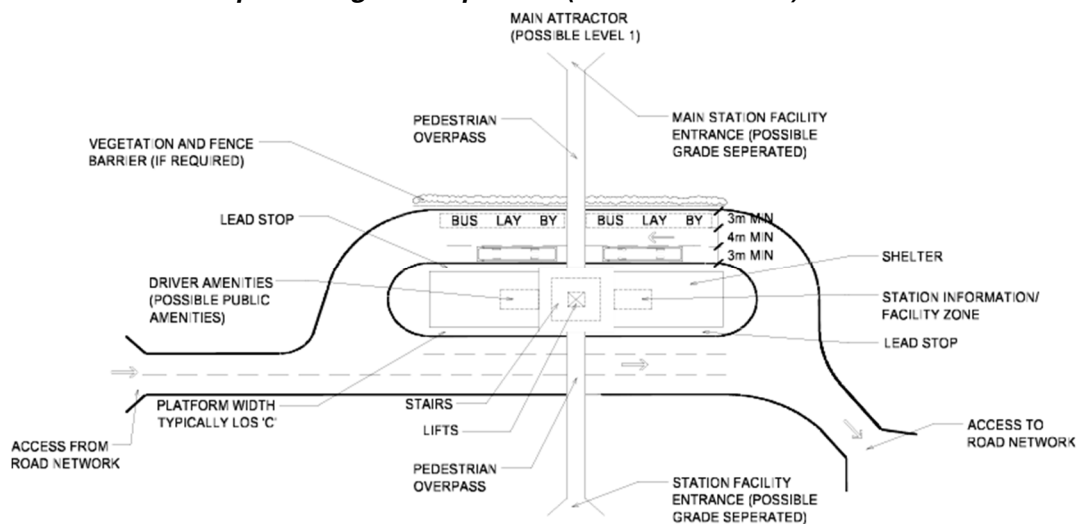 MAIN ATTRACTOR
(POSSIBLE LEVEL 1)
PEDESTRIAN
OVERPASS
MAIN STATION FACILITY
ENTRANCE (POSSIBLE
GRADE SEPERATED)
VEGETATION AND FENCE
BARRIER (IF REQUIRED)
LEAD STOP
BUS LAY BY
BUS LAY BY
3m MIN
4m MIN
3m MIN
SHELTER
DRIVER AMENITIES
(POSSIBLE PUBLIC
AMENITIES)
STATION INFORMATION/
FACILITY ZONE
LEAD STOP
PLATFORM WIDTH
TYPICALLY LOS 'C'
STAIRS
LIFTS
ACCESS FROM
ROAD NETWORK
ACCESS TO
ROAD NETWORK
PEDESTRIAN
OVERPASS
STATION FACILITY
ENTRANCE (POSSIBLE
GRADE SEPERATED)